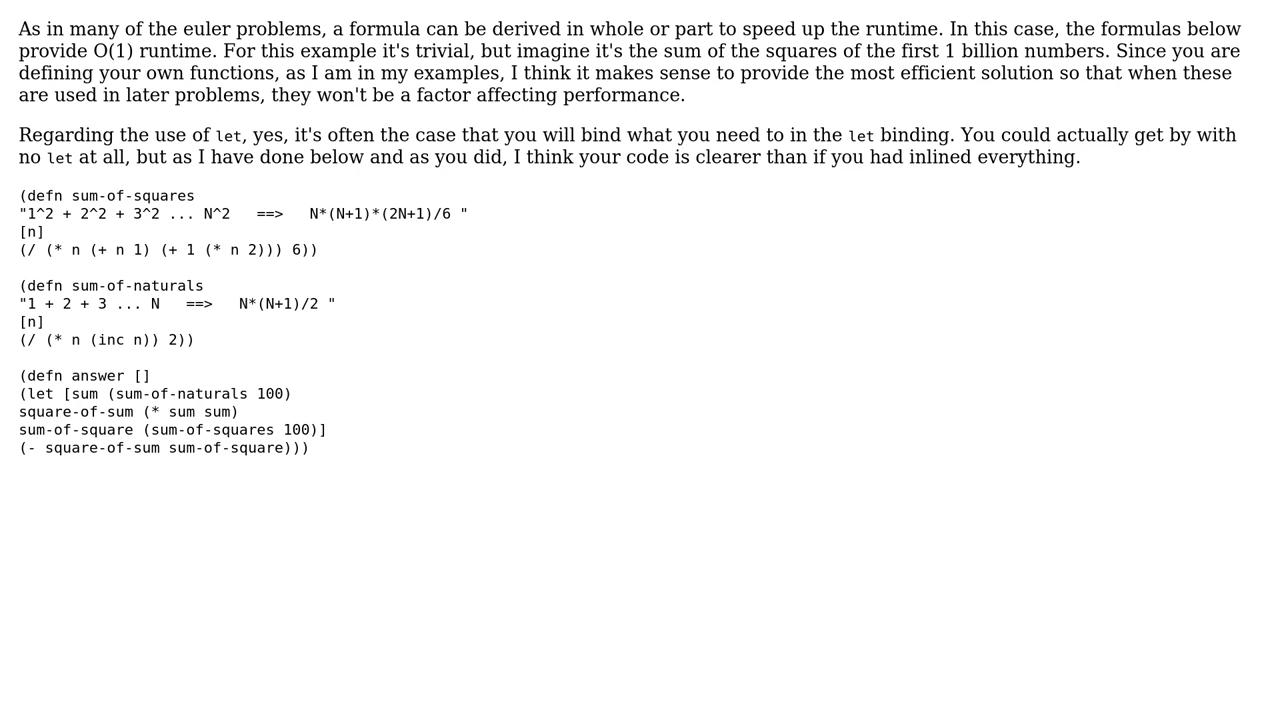 As in many of the euler problems, a formula can be derived in whole or part to speed up the runtime. In this case, the formulas below
provide O(1) runtime. For this example it's trivial, but imagine it's the sum of the squares of the first 1 billion numbers. Since you are
defining your own functions, as I am in my examples, I think it makes sense to provide the most efficient solution so that when these
are used in later problems, they won't be a factor affecting performance.
Regarding the use of let, yes, it's often the case that you will bind what you need to in the let binding. You could actually get by with
no let at all, but as I have done below and as you did, I think your code is clearer than if you had inlined everything.
(defn sum-of-squares
"1^2 + 2^2 + 3^2 ... N^2   ==>   N*(N+1)*(2N+1)/6 "
[n]
(/ (* n (+ n 1) (+ 1 (* n 2))) 6))
(defn sum-of-naturals
"1 + 2 + 3 ... N   ==>   N*(N+1)/2 "
[n]
(/ (* n (inc n)) 2))
(defn answer []
(let [sum (sum-of-naturals 100)
square-of-sum (* sum sum)
sum-of-square (sum-of-squares 100)]
(- square-of-sum sum-of-square)))